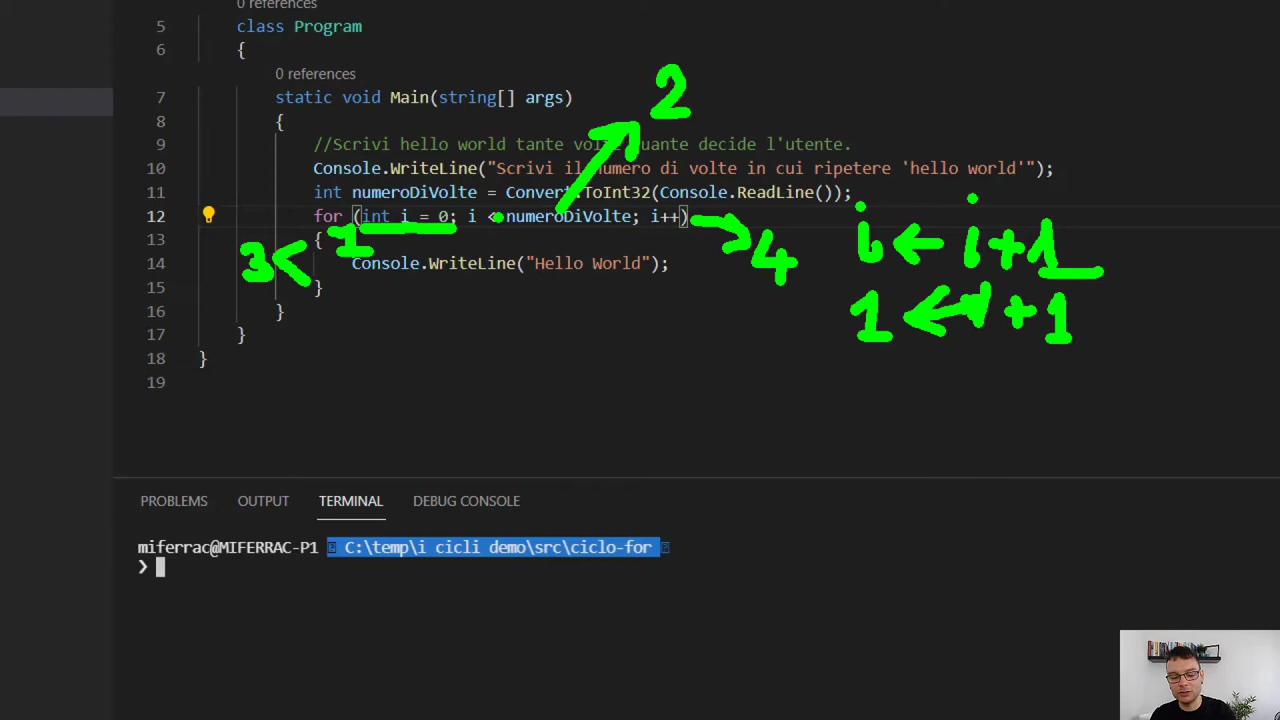 0 references
5 class Program
6 {
0 references
7 static void Main(string[] args)
8 {
9 //Scrivi hello world tante volte quante decide l'utente.
10 Console.WriteLine("Scrivi il numero di volte in cui ripetere 'hello world'");
11 int numeroDiVolte = Convert.ToInt32(Console.ReadLine());
12 for (int i = 0; i < numeroDiVolte; i++)
13 {
14 Console.WriteLine("Hello World");
15 }
16 }
17 }
18 }
19
2
1
3
4
i ← i+1
1 ← +1
PROBLEMS OUTPUT TERMINAL DEBUG CONSOLE
miferrac@MIFERRAC-P1 C:\temp\i cicli demo\src\ciclo-for
❯